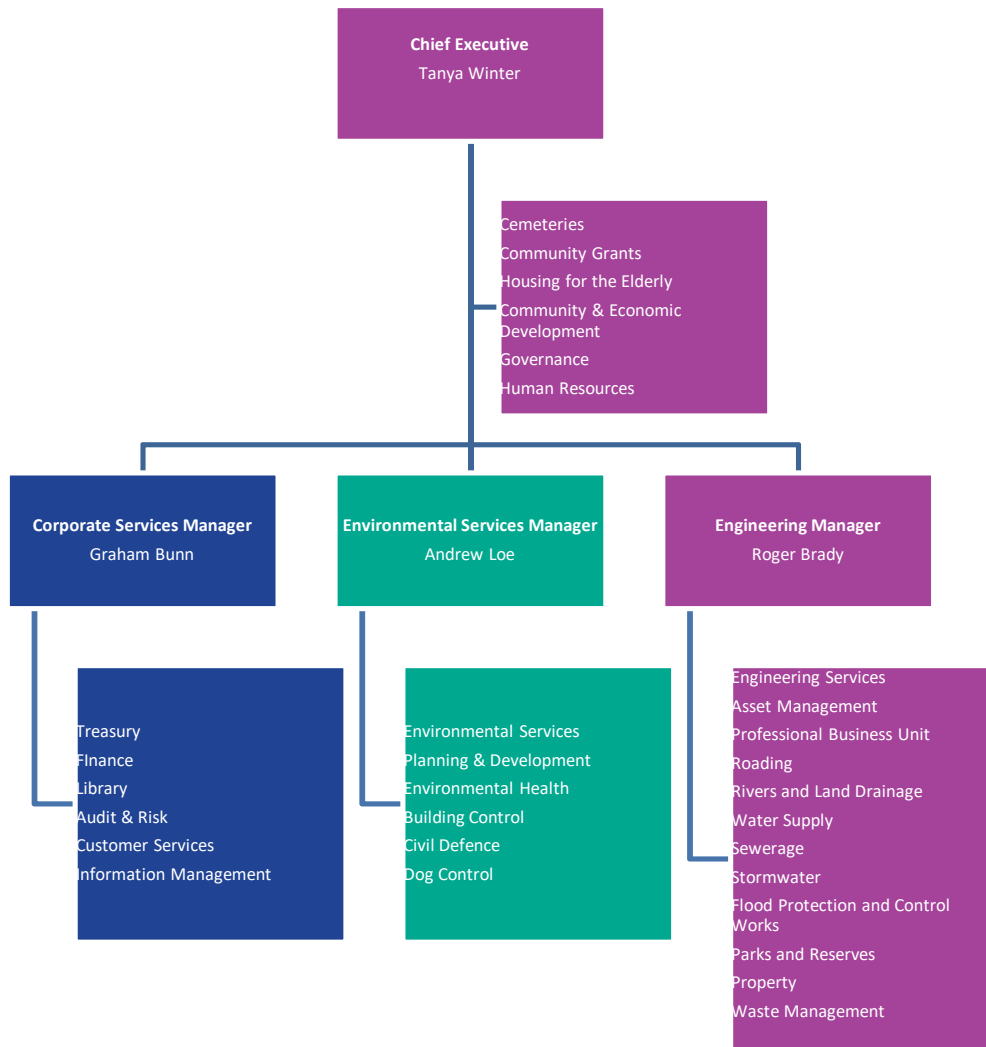 Chief Executive
Tanya Winter
Cemeteries
Community Grants
Housing for the Elderly
Community & Economic
Development
Governance
Human Resources
Corporate Services Manager
Graham Bunn
Environmental Services Manager
Andrew Loe
Engineering Manager
Roger Brady
Treasury
FInance
Library
Audit & Risk
Customer Services
Information Management
Environmental Services
Planning & Development
Environmental Health
Building Control
Civil Defence
Dog Control
Engineering Services
Asset Management
Professional Business Unit
Roading
Rivers and Land Drainage
Water Supply
Sewerage
Stormwater
Flood Protection and Control
Works
Parks and Reserves
Property
Waste Management